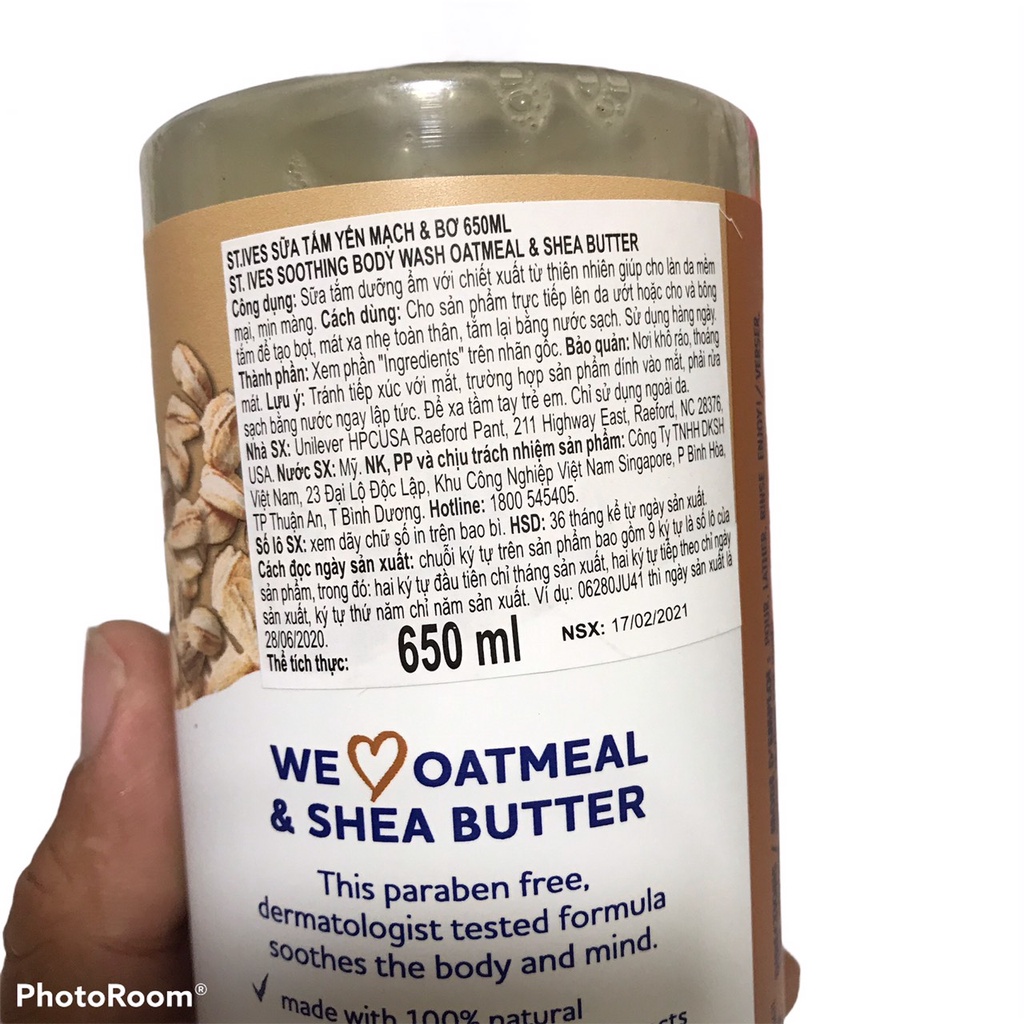 ST.IVES SỮA TẮM YẾN MẠCH & BƠ 650ML
ST. IVES SOOTHING BODY WASH OATMEAL & SHEA BUTTER
Công dụng: Sữa tắm dưỡng ẩm với chiết xuất từ thiên nhiên giúp cho làn da mềm
mại, mịn màng. Cách dùng: Cho sản phẩm trực tiếp lên da ướt hoặc cho và bông
tắm để tạo bọt, mát xạ nhẹ toàn thân, tắm lại bằng nước sạch. Sử dụng hàng ngày.
Thành phần: Xem phần "Ingredients" trên nhãn gốc. Bảo quản: Nơi khô ráo, thoáng
mát. Lưu ý: Tránh tiếp xúc với mắt, trường hợp sản phẩm dính vào mắt, phải rửa
sạch bằng nước ngay lập tức. Để xa tầm tay trẻ em. Chỉ sử dụng ngoài da.
Nhà SX: Unilever HPCUSA Raeford Pant, 211 Highway East, Raeford, NC 28376,
USA. Nước SX: Mỹ. NK, PP và chịu trách nhiệm sản phẩm: Công Ty TNHH DKSH
Việt Nam, 23 Đại Lộ Độc Lập, Khu Công Nghiệp Việt Nam Singapore, P Bình Hòa,
TP Thuận An, T Bình Dương. Hotline: 1800 545405.
Số lô SX: xem dãy chữ số in trên bao bì. HSD: 36 tháng kể từ ngày sản xuất.
Cách đọc ngày sản xuất: chuỗi ký tự trên sản phẩm bao gồm 9 ký tự là số lô của
sản phẩm, trong đó: hai ký tự đầu tiên chỉ tháng sản xuất, hai ký tự tiếp theo chỉ ngày
sản xuất, ký tự thứ năm chỉ năm sản xuất. Ví dụ: 06280JU41 thì ngày sản xuất là
28/06/2020.
Thể tích thực: 650 ml NSX: 17/02/2021
WE OATMEAL
& SHEA BUTTER
This paraben free,
dermatologist tested formula
soothes the body and mind.
made with 100% natural
POUR, LATHER, RINSE, ENJOY! / VERSER
PhotoRoom®